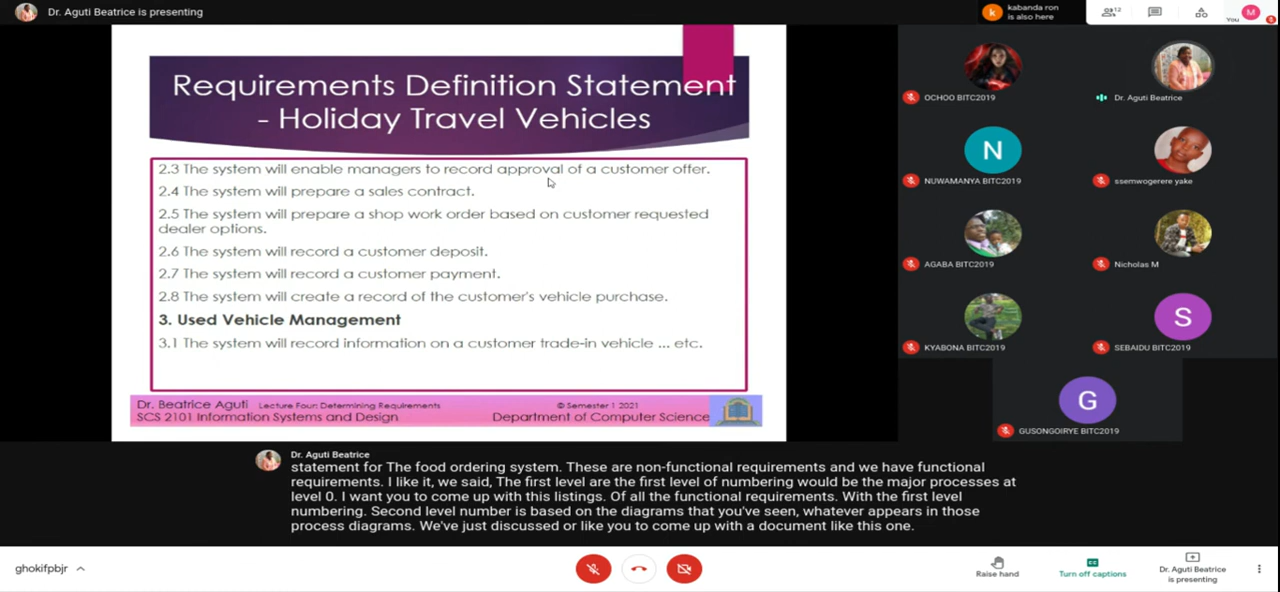 Dr. Aguti Beatrice is presenting
k
kabanda ron
is also here
12
You
M
Requirements Definition Statement
- Holiday Travel Vehicles
2.3 The system will enable managers to record approval of a customer offer.
2.4 The system will prepare a sales contract.
2.5 The system will prepare a shop work order based on customer requested
dealer options.
2.6 The system will record a customer deposit.
2.7 The system will record a customer payment.
2.8 The system will create a record of the customer's vehicle purchase.
3. Used Vehicle Management
3.1 The system will record information on a customer trade-in vehicle ... etc.
Dr. Beatrice Aguti Lecture Four: Determining Requirements © Semester 1 2021
SCS 2101 Information Systems and Design Department of Computer Science
OCHOO BITC2019
Dr. Aguti Beatrice
N
NUWAMANYA BITC2019
ssemwogerere yake
AGABA BITC2019
Nicholas M
KYABONA BITC2019
S
SEBAIDU BITC2019
G
GUSONGOIRYE BITC2019
Dr. Aguti Beatrice
statement for The food ordering system. These are non-functional requirements and we have functional
requirements. I like it, we said, The first level are the first level of numbering would be the major processes at
level 0. I want you to come up with this listings. Of all the functional requirements. With the first level
numbering. Second level number is based on the diagrams that you've seen, whatever appears in those
process diagrams. We've just discussed or like you to come up with a document like this one.
ghokifpbjr
Raise hand
CC
Turn off captions
Dr. Aguti Beatrice
is presenting